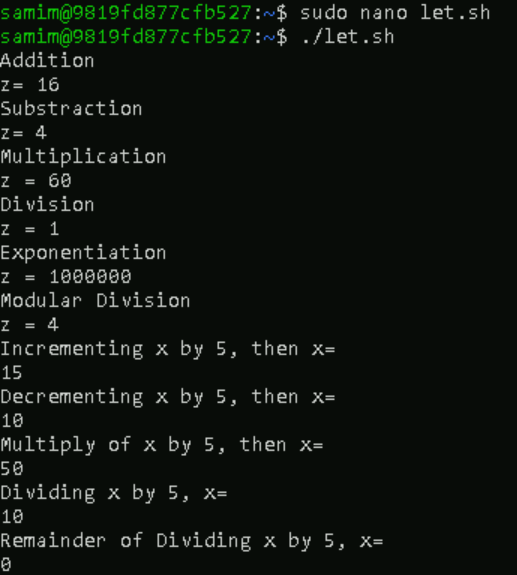 samim@9819fd877cfb527:~$ sudo nano let.sh
samim@9819fd877cfb527:~$ ./let.sh
Addition
z= 16
Substraction
z= 4
Multiplication
z = 60
Division
z = 1
Exponentiation
z = 1000000
Modular Division
z = 4
Incrementing x by 5, then x=
15
Decrementing x by 5, then x=
10
Multiply of x by 5, then x=
50
Dividing x by 5, x=
10
Remainder of Dividing x by 5, x=
0